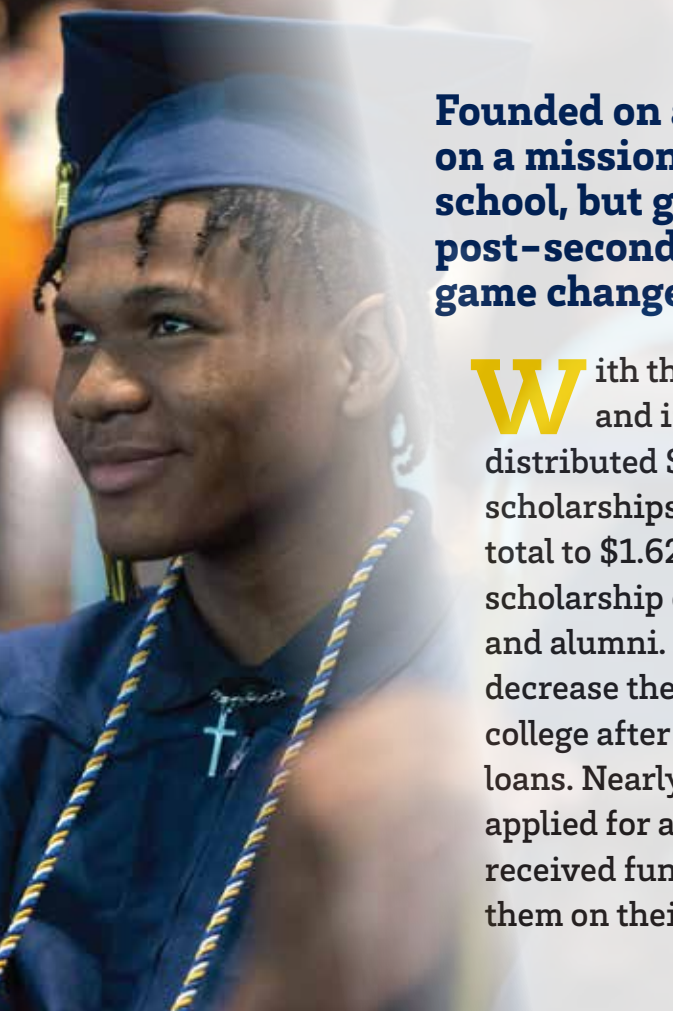 Founded on
on a mission
school, but g
post-second
game change
With th
and i
distributed $
scholarships
total to $1.62
scholarship
and alumni.
decrease the
college after
loans. Nearly
applied for a
received fun
them on thei